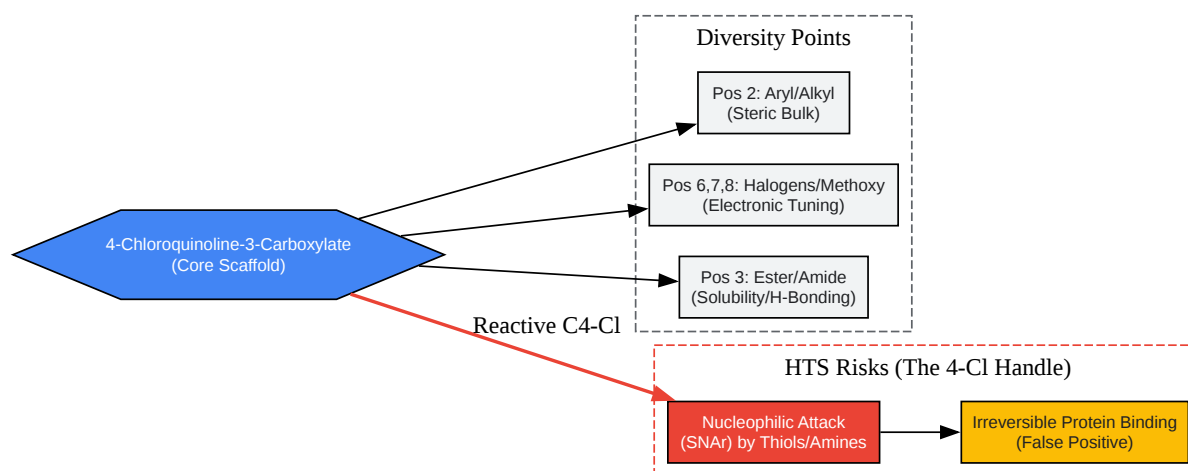 Diversity Points
Pos 2: Aryl/Alkyl
(Steric Bulk)
Pos 6,7,8: Halogens/Methoxy
(Electronic Tuning)
4-Chloroquinoline-3-Carboxylate
(Core Scaffold)
Pos 3: Ester/Amide
(Solubility/H-Bonding)
Reactive C4-Cl
HTS Risks (The 4-Cl Handle)
Nucleophilic Attack
(SNAr) by Thiols/Amines
Irreversible Protein Binding
(False Positive)